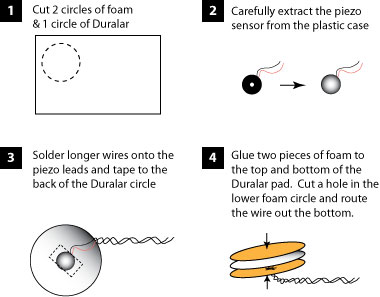 1
Cut 2 circles of foam
& 1 circle of Duralar
2
Carefully extract the piezo
sensor from the plastic case
3
Solder longer wires onto the
piezo leads and tape to the
back of the Duralar circle
4
Glue two pieces of foam to
the top and bottom of the
Duralar pad. Cut a hole in the
lower foam circle and route
the wire out the bottom.